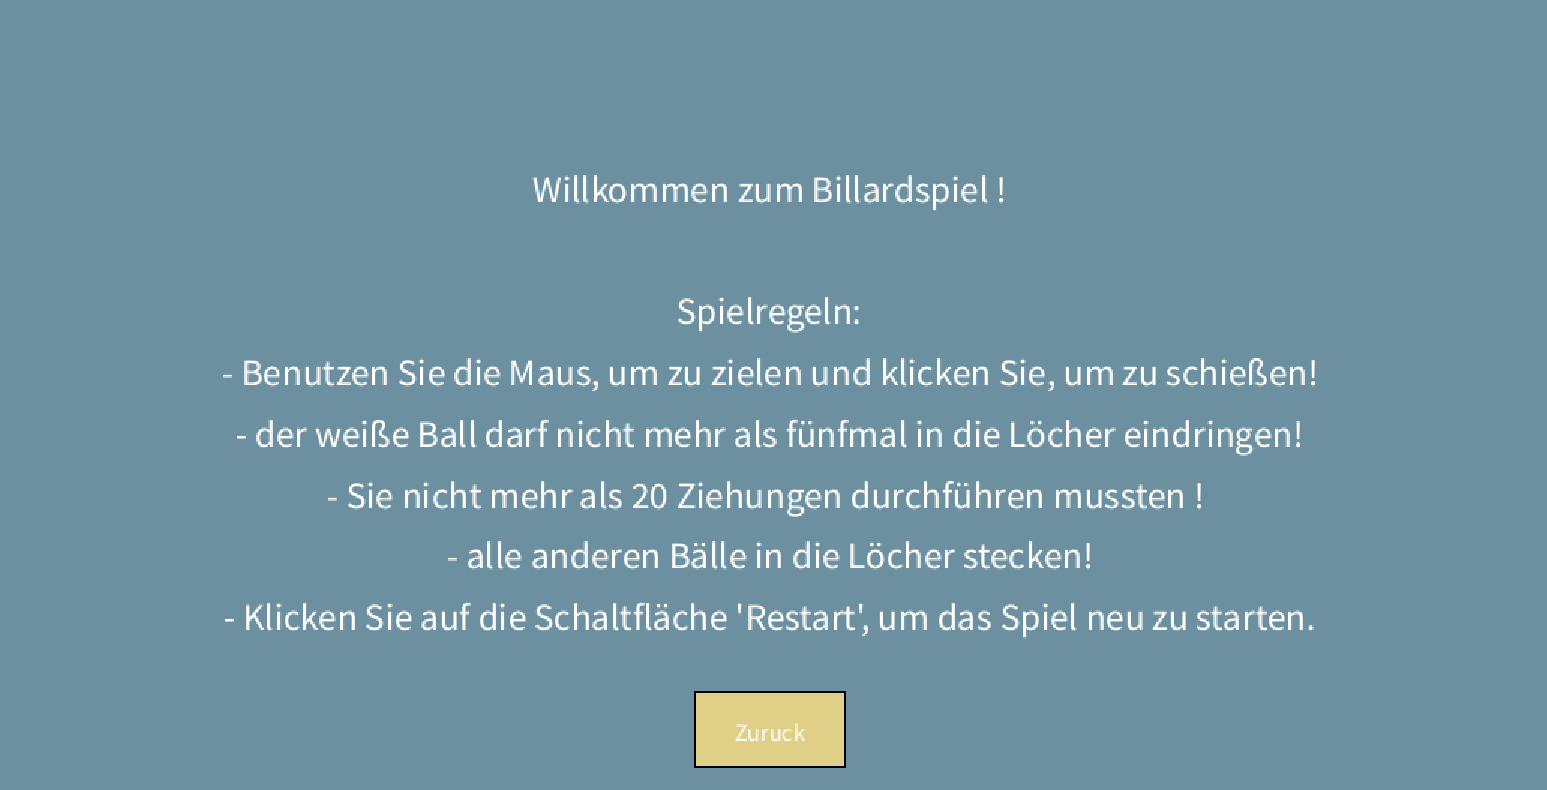 Willkommen zum Billardspiel !
Spielregeln:
- Benutzen Sie die Maus, um zu zielen und klicken Sie, um zu schießen!
- der weiße Ball darf nicht mehr als fünfmal in die Löcher eindringen!
- Sie nicht mehr als 20 Ziehungen durchführen mussten !
- alle anderen Bälle in die Löcher stecken!
- Klicken Sie auf die Schaltfläche 'Restart', um das Spiel neu zu starten.
Zuruck